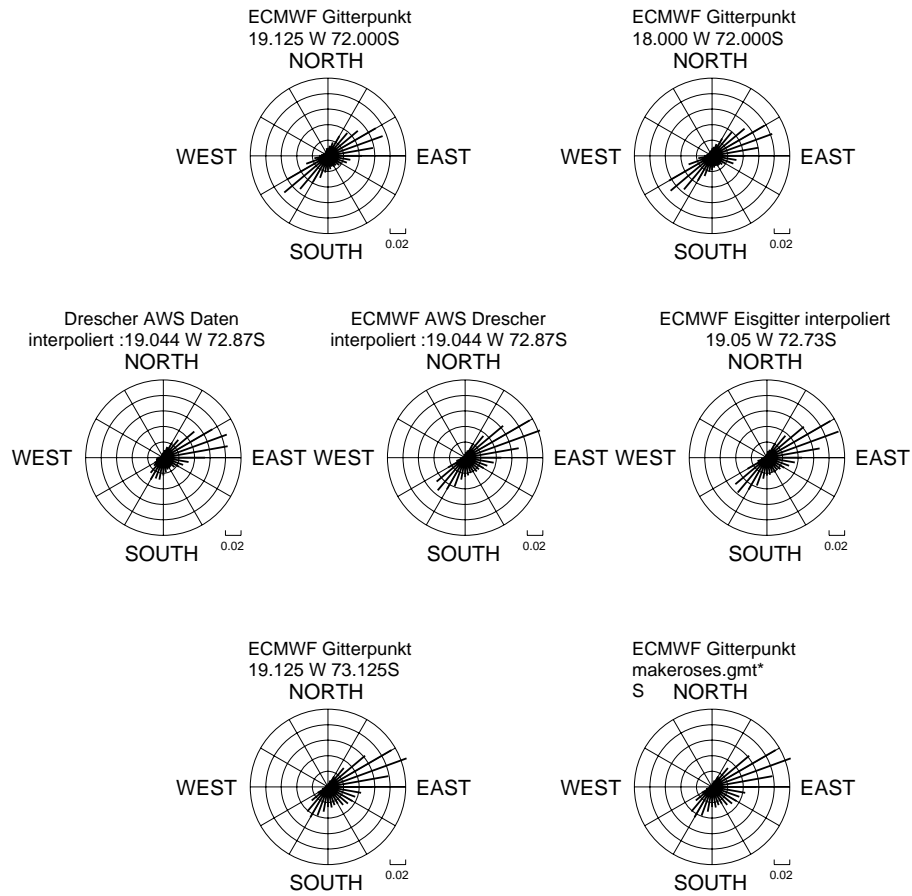 ECMWF Gitterpunkt
19.125 W 72.000S
NORTH
WEST
EAST
SOUTH
0.02
ECMWF Gitterpunkt
18.000 W 72.000S
NORTH
WEST
EAST
SOUTH
0.02
Drescher AWS Daten
interpoliert :19.044 W 72.87S
NORTH
WEST
EAST
SOUTH
0.02
ECMWF AWS Drescher
interpoliert :19.044 W 72.87S
NORTH
WEST
EAST
SOUTH
0.02
ECMWF Eisgitter interpoliert
19.05 W 72.73S
NORTH
WEST
EAST
SOUTH
0.02
ECMWF Gitterpunkt
19.125 W 73.125S
NORTH
WEST
EAST
SOUTH
0.02
ECMWF Gitterpunkt
makeroses.gmt*
S NORTH
WEST
EAST
SOUTH
0.02